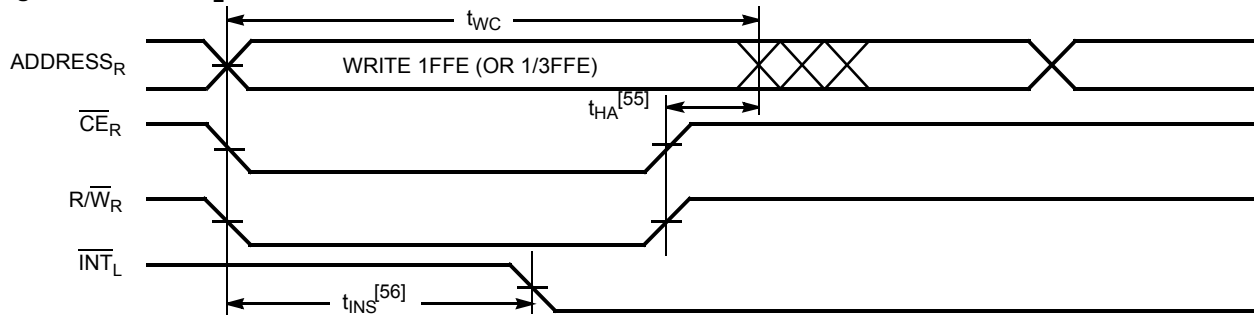 tWC
ADDRESSR
WRITE 1FFE (OR 1/3FFE)
tHA[55]
CER
R/WR
INTL
tINS[56]